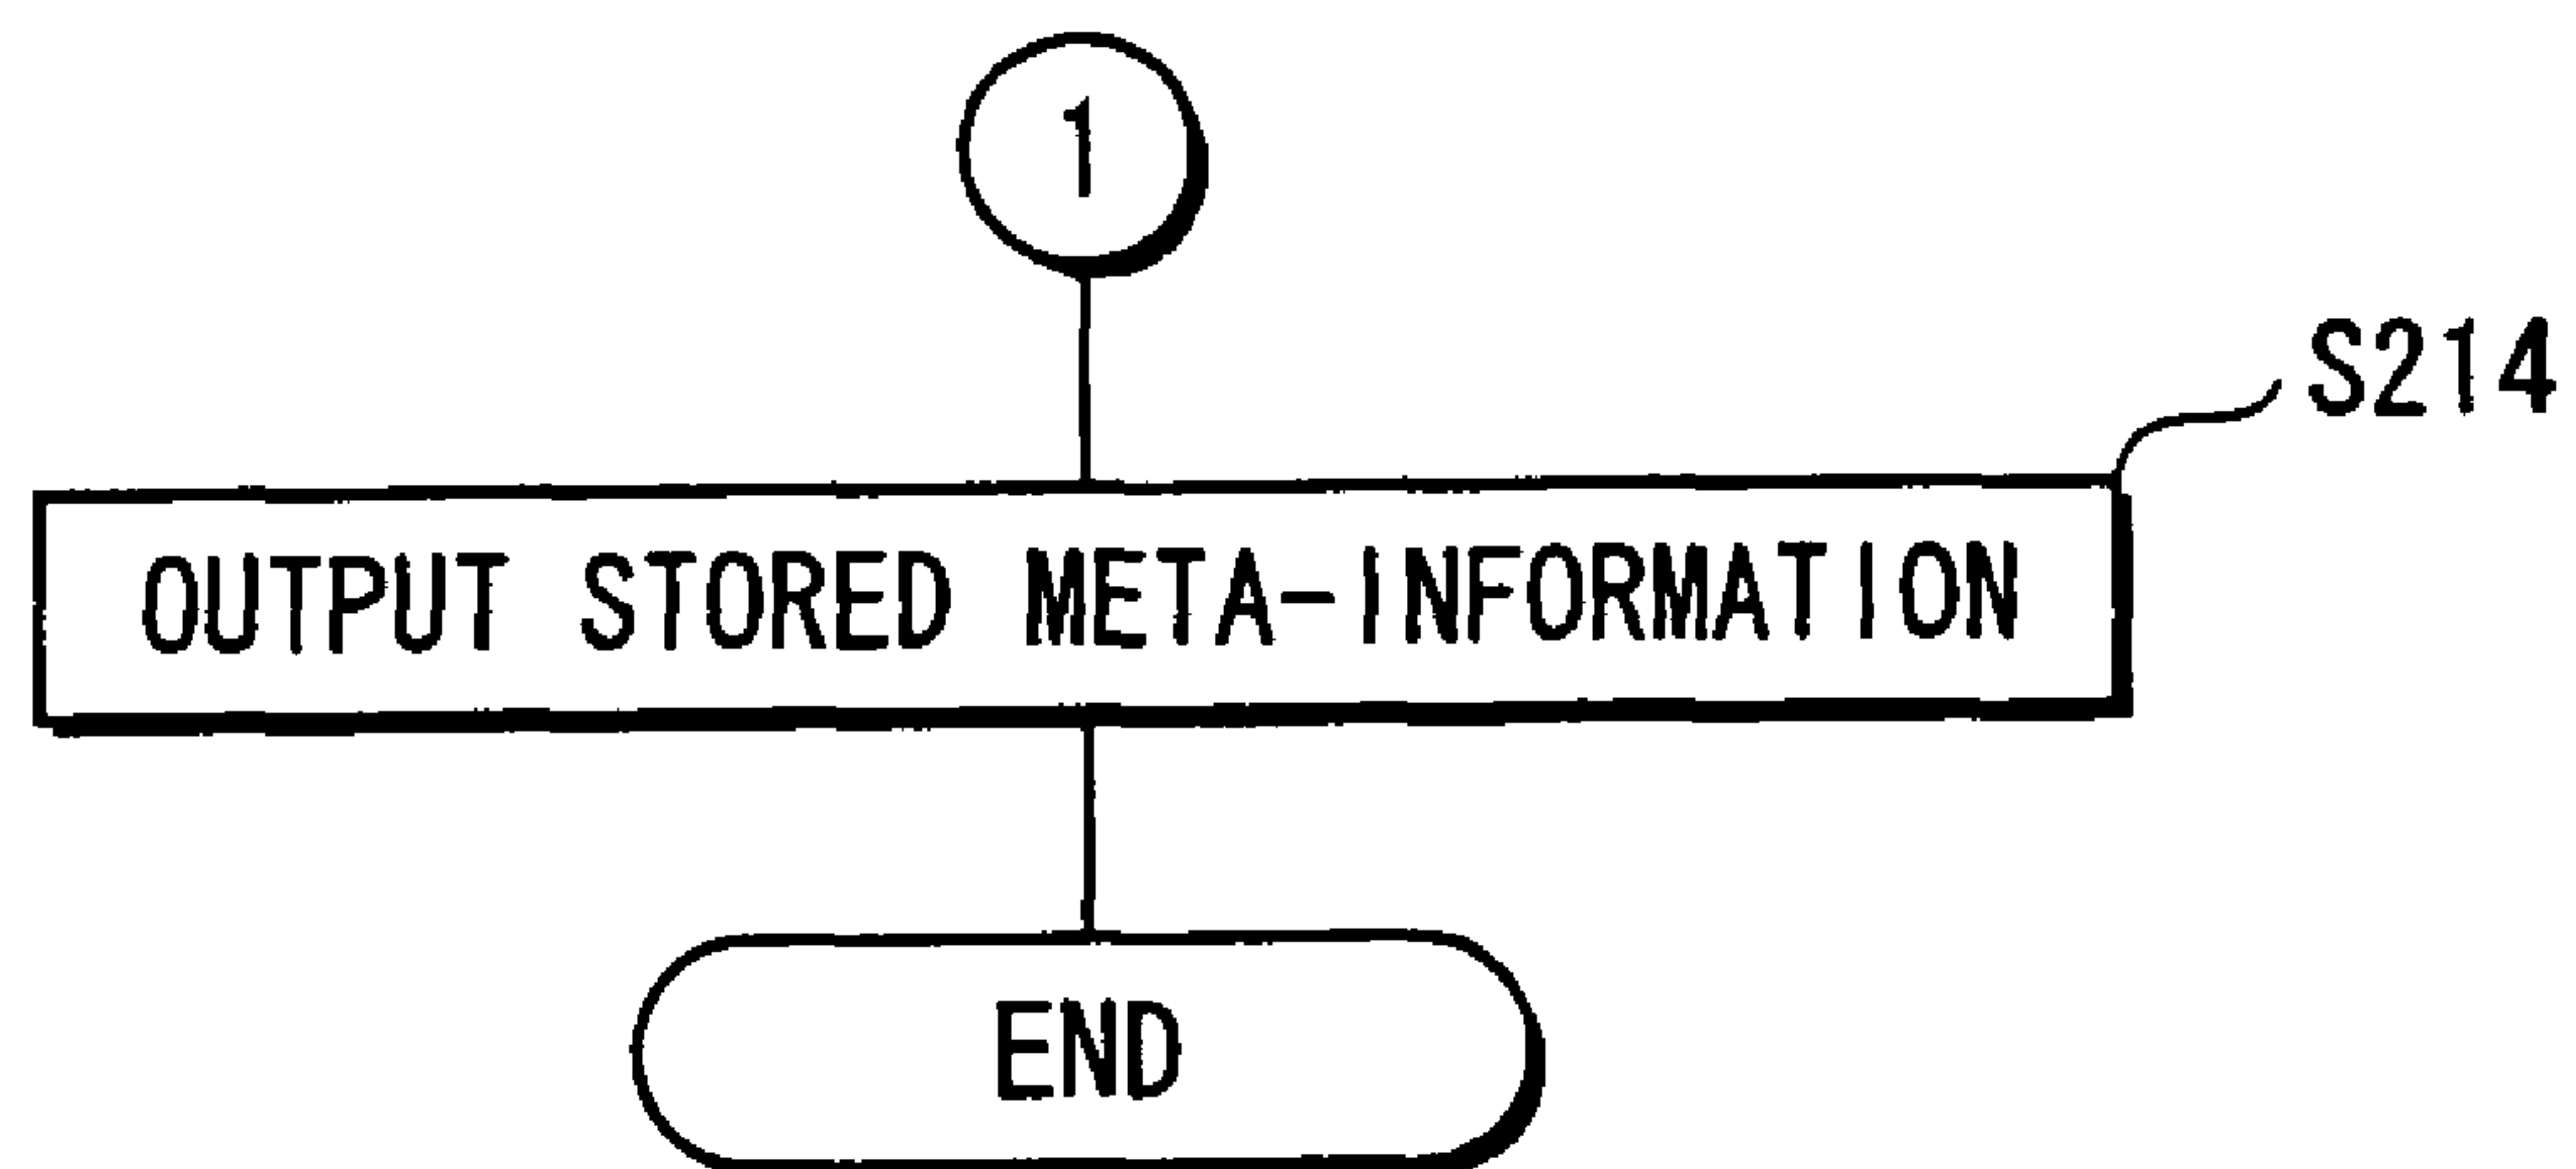 1
S214
OUTPUT STORED META-INFORMATION
END